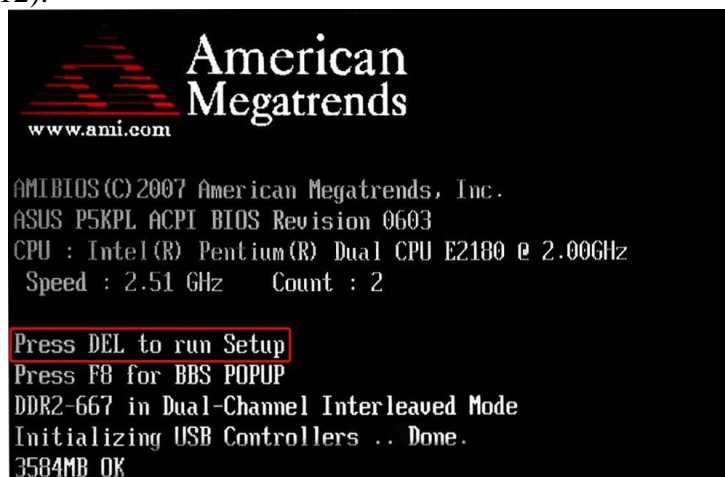 American
Megatrends
www.ami.com
AMIBIOS(C)2007 American Megatrends, Inc.
ASUS P5KPL ACPI BIOS Revision 0603
CPU : Intel(R) Pentium(R) Dual CPU E2180 @ 2.00GHz
Speed : 2.51 GHz Count : 2
Press DEL to run Setup
Press F8 for BBS POPUP
DDR2-667 in Dual-Channel Interleaved Mode
Initializing USB Controllers .. Done.
3584MB OK